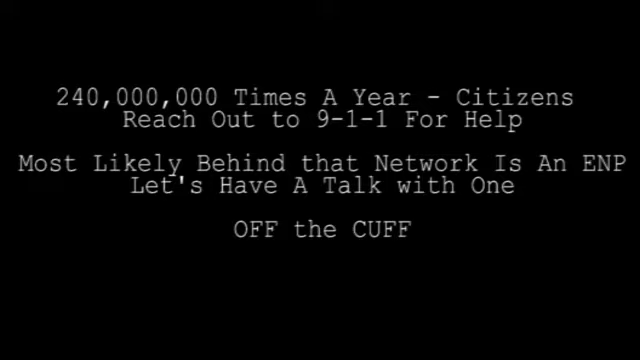 240,000,000 Times A Year - Citizens
Reach Out to 9-1-1 For Help
Most Likely Behind that Network Is An ENP
Let's Have A Talk with One
OFF the CUFF